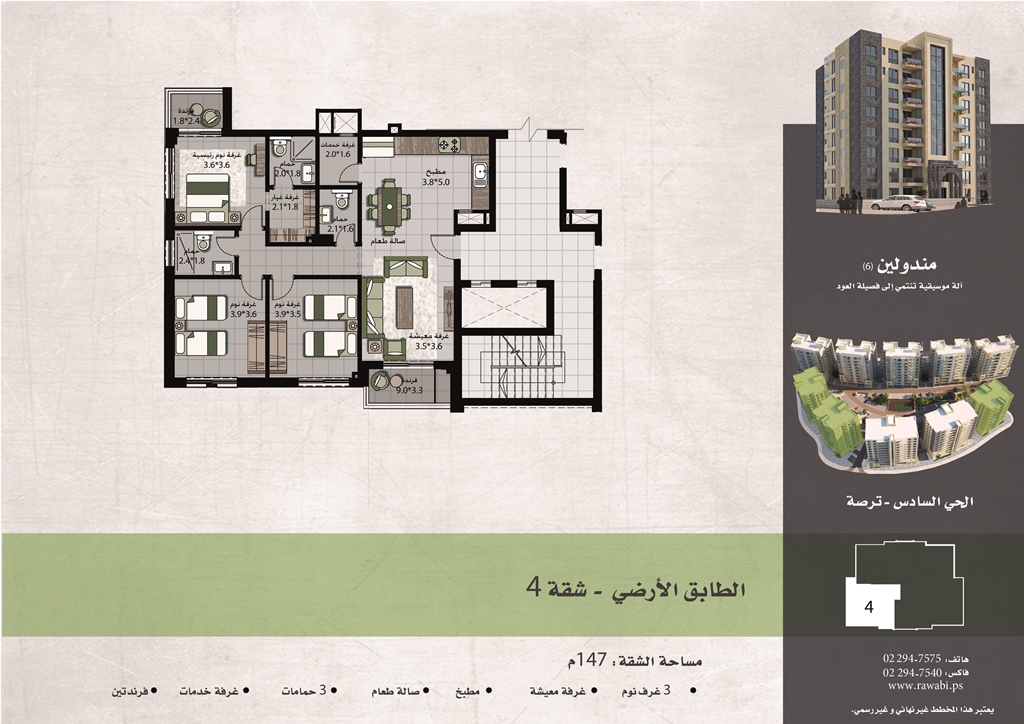 فرندة
1.8*2.4
غرفة نوم رئيسية
3.6*3.6
حمام
2.0*1.8
غرفة خدمات
2.0*1.6
مطبخ
3.8*5.0
غرفة غيار
2.1*1.8
حمام
2.1*1.6
صالة طعام
حمام
2.4*1.8
غرفة نوم
3.9*3.6
غرفة نوم
3.9*3.5
غرفة معيشة
3.5*3.6
فرندة
9.0*3.3
مندولين (6)
آلة موسيقية تنتمي إلى فصيلة العود
الحي السادس - ترصة
الطابق الأرضي - شقة 4
4
مساحة الشقة: 147م
• 3 غرف نوم • غرفة معيشة • مطبخ • صالة طعام • 3 حمامات • غرفة خدمات • فرندتين
هاتف: 02 294-7575
فاكس: 02 294-7540
www.rawabi.ps
يعتبر هذا المخطط غير نهائي و غير رسمي.